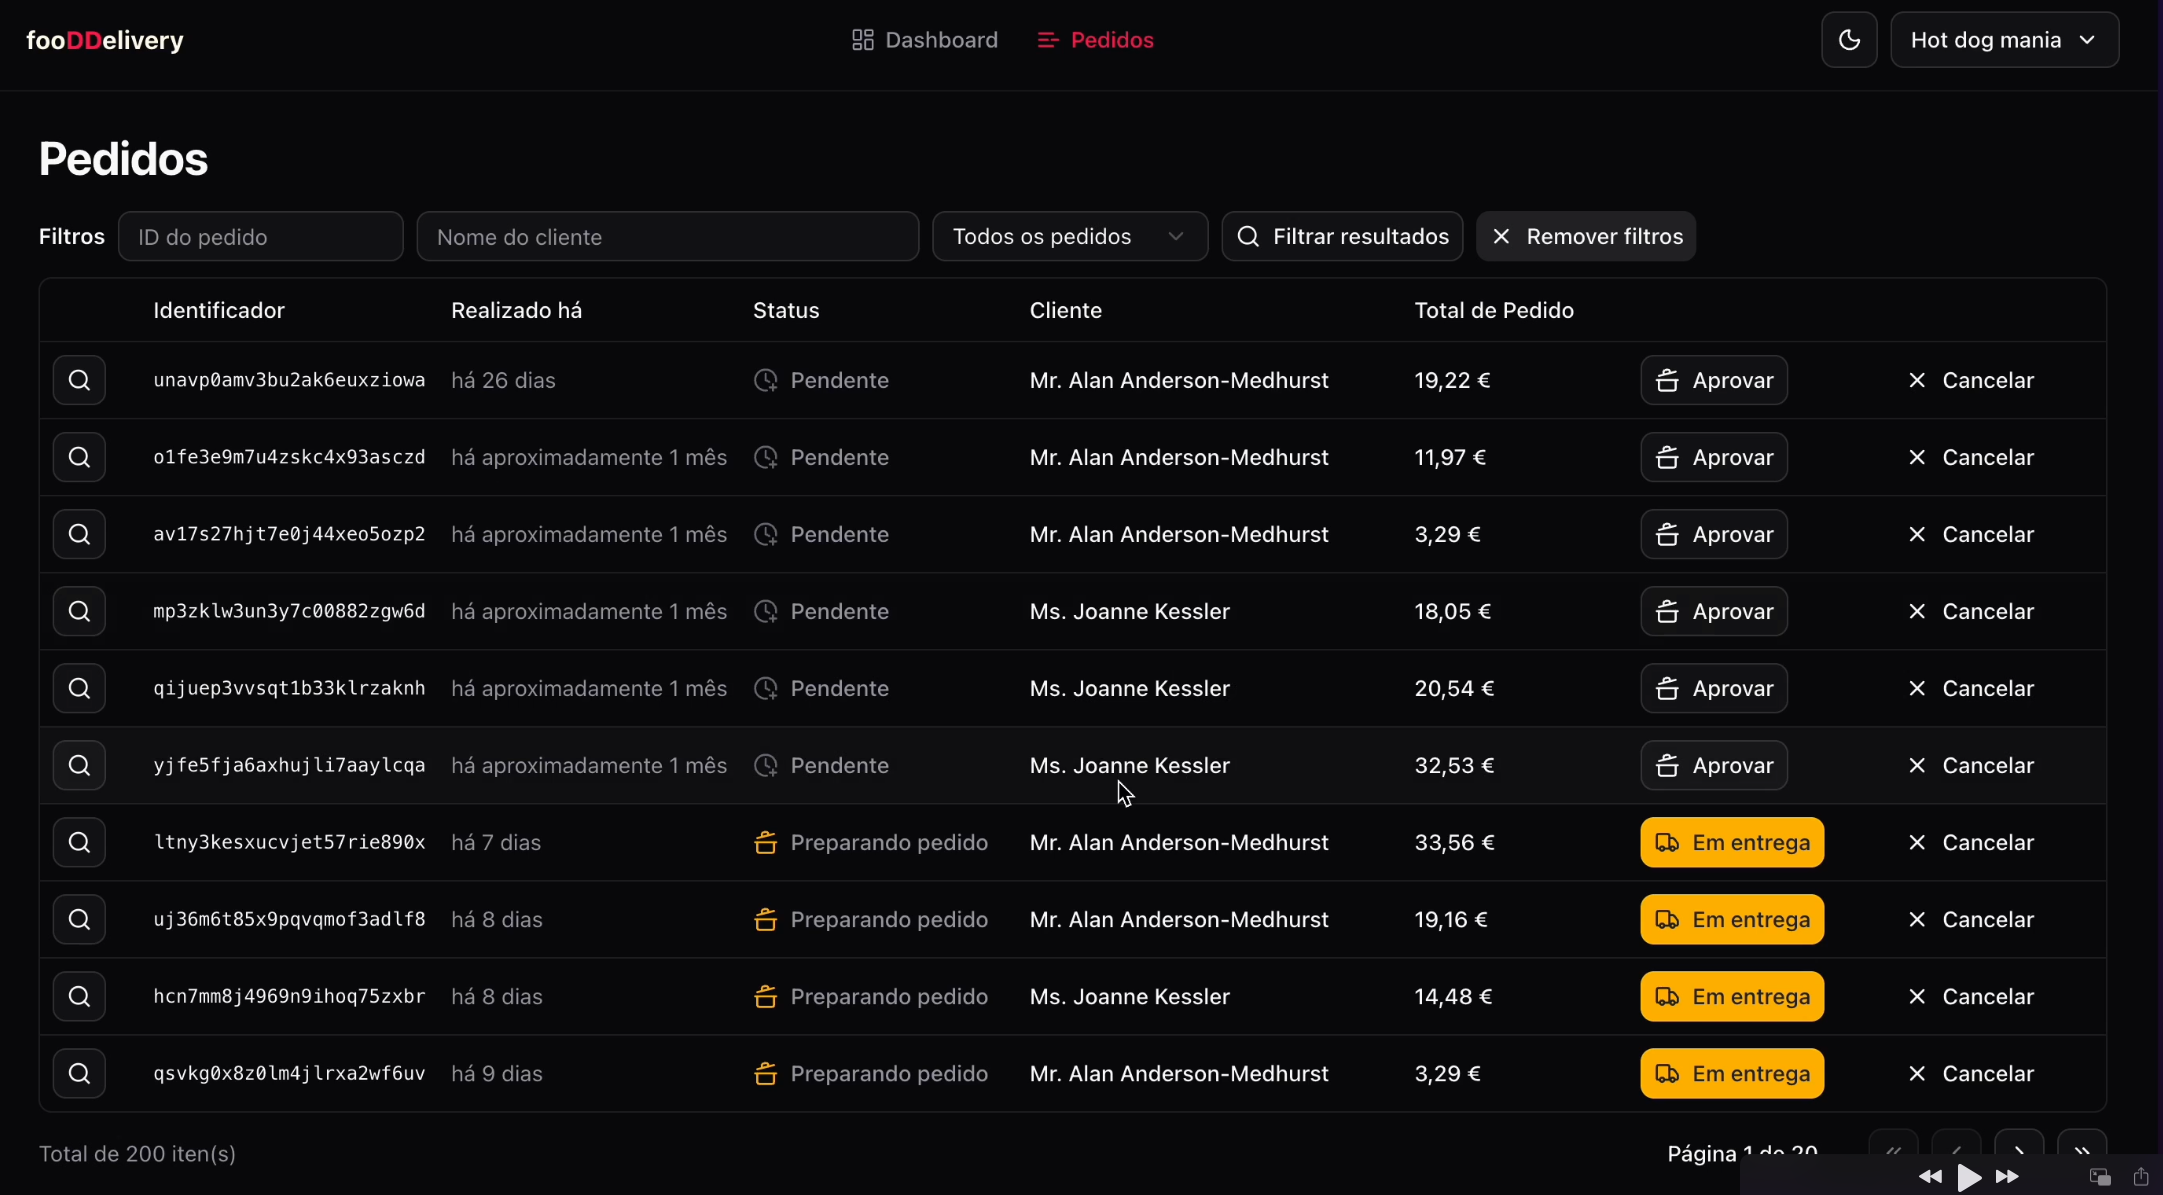 fooDDelivery
Dashboard
Pedidos
Hot dog mania
Pedidos
Filtros
ID do pedido
Nome do cliente
Todos os pedidos
Filtrar resultados
Remover filtros
Identificador Realizado há Status Cliente Total de Pedido
unavp0amv3bu2ak6euxziowa há 26 dias Pendente Mr. Alan Anderson-Medhurst 19,22 € Aprovar Cancelar
o1fe3e9m7u4zskc4x93asczd há aproximadamente 1 mês Pendente Mr. Alan Anderson-Medhurst 11,97 € Aprovar Cancelar
av17s27hjt7e0j44xeo5ozp2 há aproximadamente 1 mês Pendente Mr. Alan Anderson-Medhurst 3,29 € Aprovar Cancelar
mp3zklw3un3y7c00882zgw6d há aproximadamente 1 mês Pendente Ms. Joanne Kessler 18,05 € Aprovar Cancelar
qijuep3vvsqt1b33klrzaknh há aproximadamente 1 mês Pendente Ms. Joanne Kessler 20,54 € Aprovar Cancelar
yjfe5fja6axhujli7aaylcqa há aproximadamente 1 mês Pendente Ms. Joanne Kessler 32,53 € Aprovar Cancelar
ltny3kesxucvjet57rie890x há 7 dias Preparando pedido Mr. Alan Anderson-Medhurst 33,56 € Em entrega Cancelar
uj36m6t85x9pqvqmof3adlf8 há 8 dias Preparando pedido Mr. Alan Anderson-Medhurst 19,16 € Em entrega Cancelar
hcn7mm8j4969n9ihoq75zxbr há 8 dias Preparando pedido Ms. Joanne Kessler 14,48 € Em entrega Cancelar
qsvkg0x8z0lm4jlrxa2wf6uv há 9 dias Preparando pedido Mr. Alan Anderson-Medhurst 3,29 € Em entrega Cancelar
Total de 200 iten(s)
Página 1 de 20